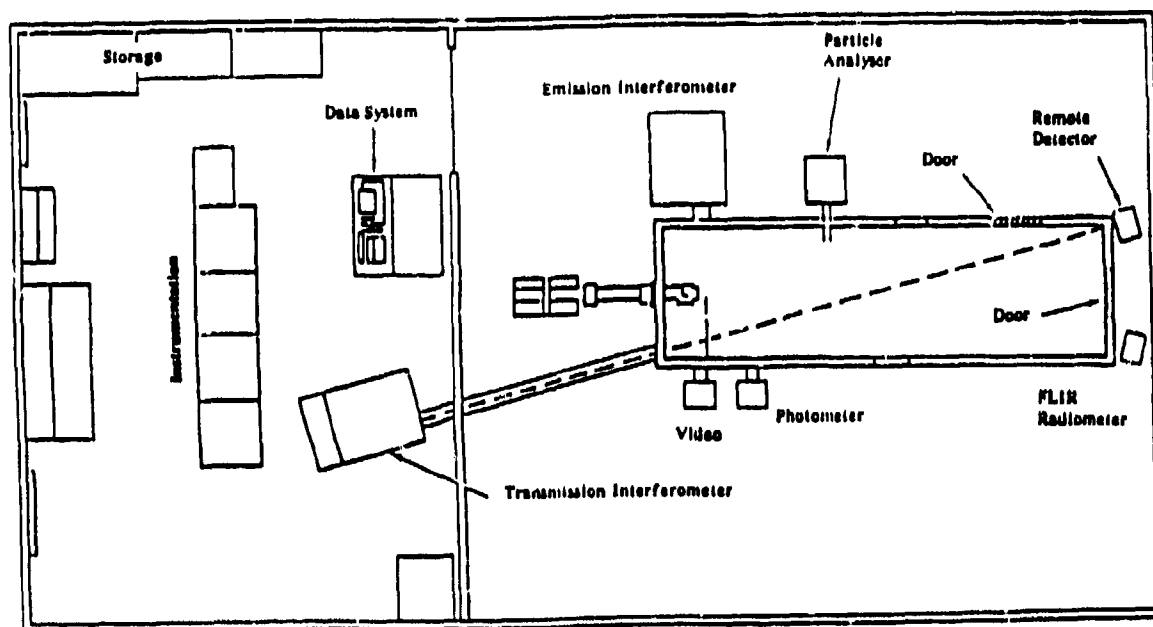 Storage
Particle
Analyser
Emission Interferometer
Data System
Remote
Detector
Door
Instrumentation
Door
FLIR
Radiometer
Photometer
Video
Transmission Interferometer